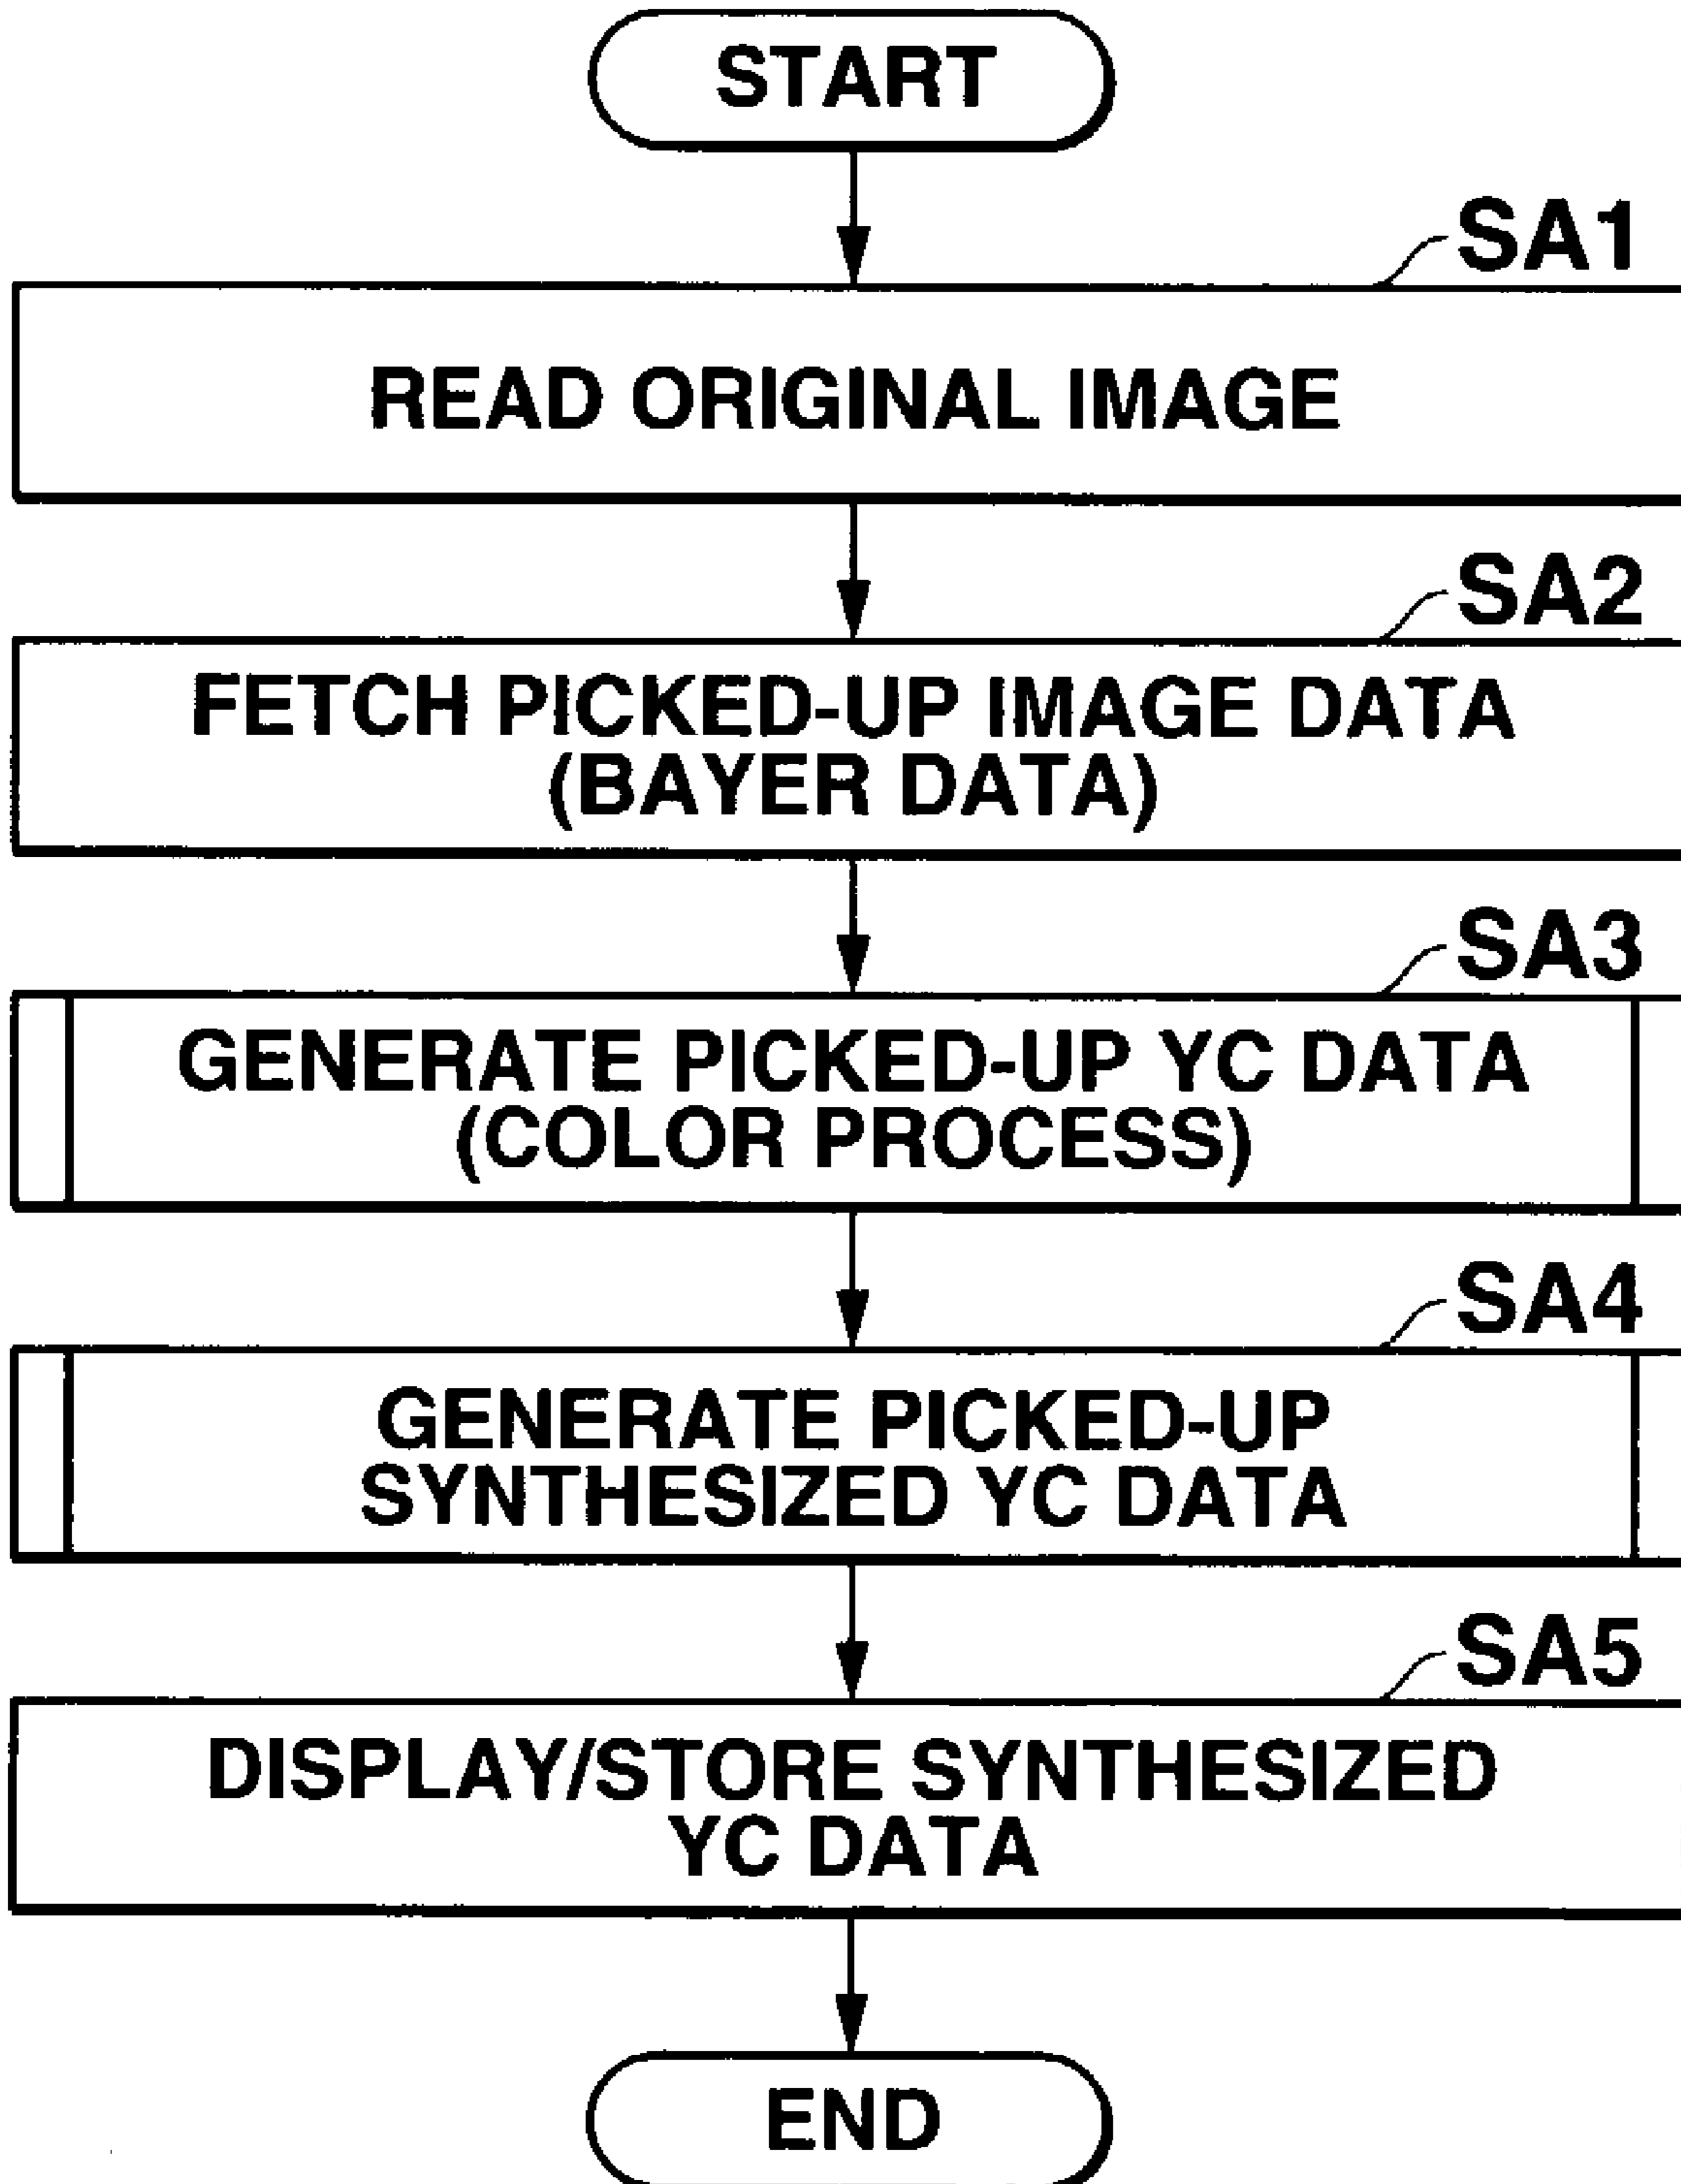 START
SA1
READ ORIGINAL IMAGE
SA2
FETCH PICKED-UP IMAGE DATA
(BAYER DATA)
SA3
GENERATE PICKED-UP YC DATA
(COLOR PROCESS)
SA4
GENERATE PICKED-UP
SYNTHESIZED YC DATA
SA5
DISPLAY/STORE SYNTHESIZED
YC DATA
END